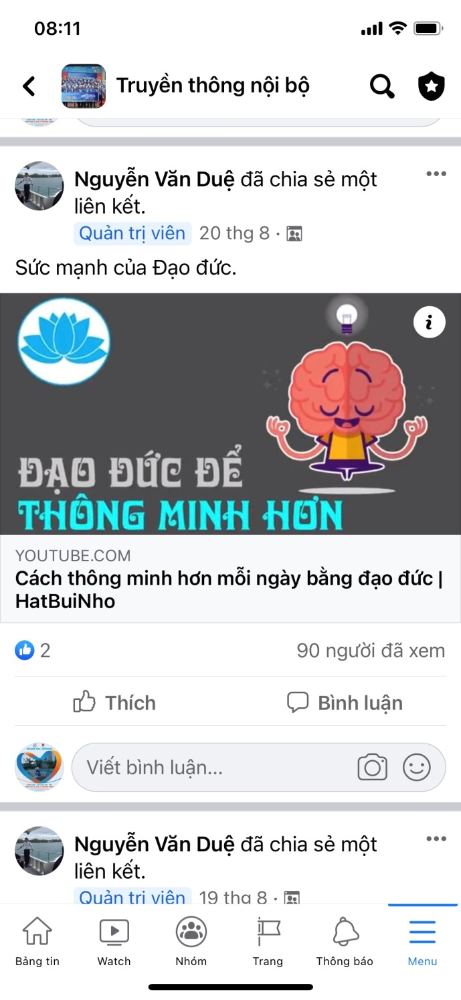 08:11
Truyền thông nội bộ
Nguyễn Văn Duệ đã chia sẻ một
liên kết.
Quản trị viên 20 thg 8 ·
Sức mạnh của Đạo đức.
ĐẠO ĐỨC ĐỂ
THÔNG MINH HƠN
YOUTUBE.COM
Cách thông minh hơn mỗi ngày bằng đạo đức |
HatBuiNho
2 90 người đã xem
Thích Bình luận
Viết bình luận...
Nguyễn Văn Duệ đã chia sẻ một
liên kết.
Quản trị viên 19 thg 8 ·
Bảng tin Watch Nhóm Trang Thông báo Menu